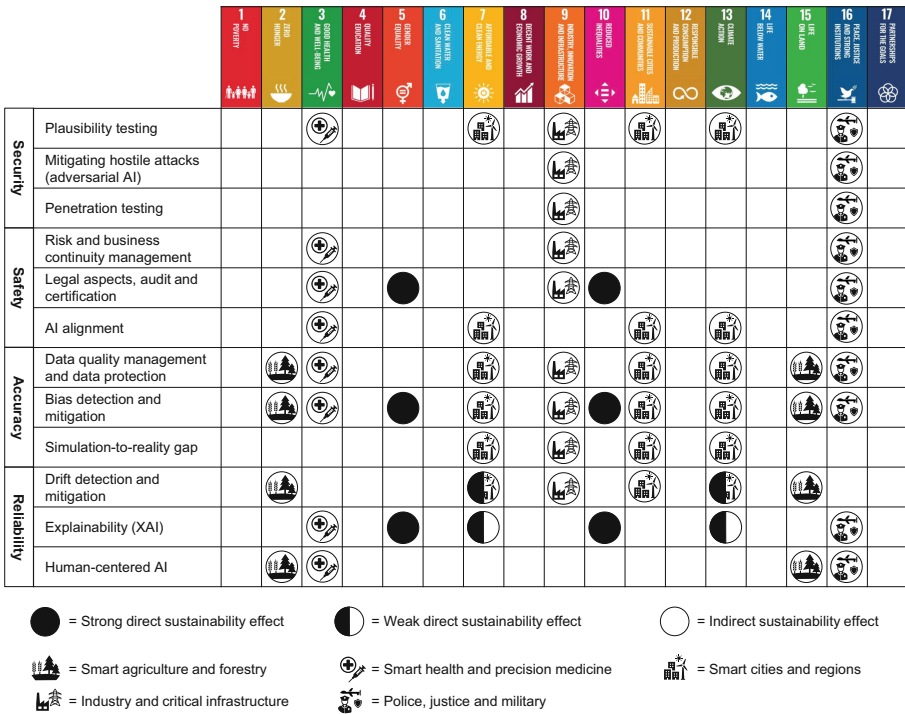 1
NO
POVERTY
2
ZERO
HUNGER
3
GOOD HEALTH
AND WELL-BEING
4
QUALITY
EDUCATION
5
GENDER
EQUALITY
6
CLEAN WATER
AND SANITATION
7
AFFORDABLE AND
CLEAN ENERGY
8
DECENT WORK AND
ECONOMIC GROWTH
9
INDUSTRY, INNOVATION
AND INFRASTRUCTURE
10
REDUCED
INEQUALITIES
11
SUSTAINABLE CITIES
AND COMMUNITIES
12
RESPONSIBLE
CONSUMPTION
AND PRODUCTION
13
CLIMATE
ACTION
14
LIFE
BELOW WATER
15
LIFE
ON LAND
16
PEACE, JUSTICE
AND STRONG
INSTITUTIONS
17
PARTNERSHIPS
FOR THE GOALS
Security
Plausibility testing
Mitigating hostile attacks
(adversarial AI)
Penetration testing
Safety
Risk and business
continuity management
Legal aspects, audit and
certification
AI alignment
Accuracy
Data quality management
and data protection
Bias detection and
mitigation
Simulation-to-reality gap
Reliability
Drift detection and
mitigation
Explainability (XAI)
Human-centered AI
= Strong direct sustainability effect
= Weak direct sustainability effect
= Indirect sustainability effect
= Smart agriculture and forestry
= Smart health and precision medicine
= Smart cities and regions
= Industry and critical infrastructure
= Police, justice and military